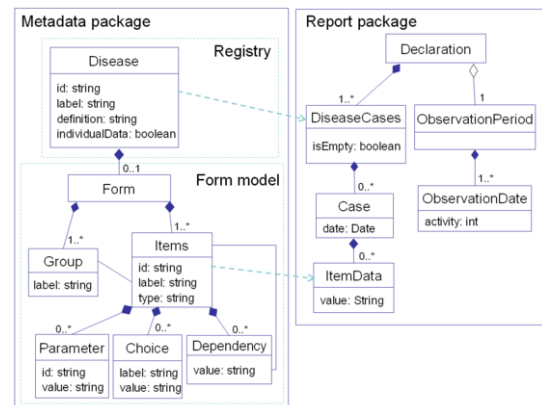 Metadata package
Registry
Disease
id: string
label: string
definition: string
individualData: boolean
0..1
Form model
Form
1..*
1..*
Group
label: string
Items
id: string
label: string
type: string
0..*
0..*
0..*
Parameter
id: string
value: string
Choice
label: string
value: string
Dependency
value: string
Report package
Declaration
1..*
1
DiseaseCases
isEmpty: boolean
ObservationPeriod
0..*
1..*
Case
date: Date
ObservationDate
activity: int
0..*
ItemData
value: String